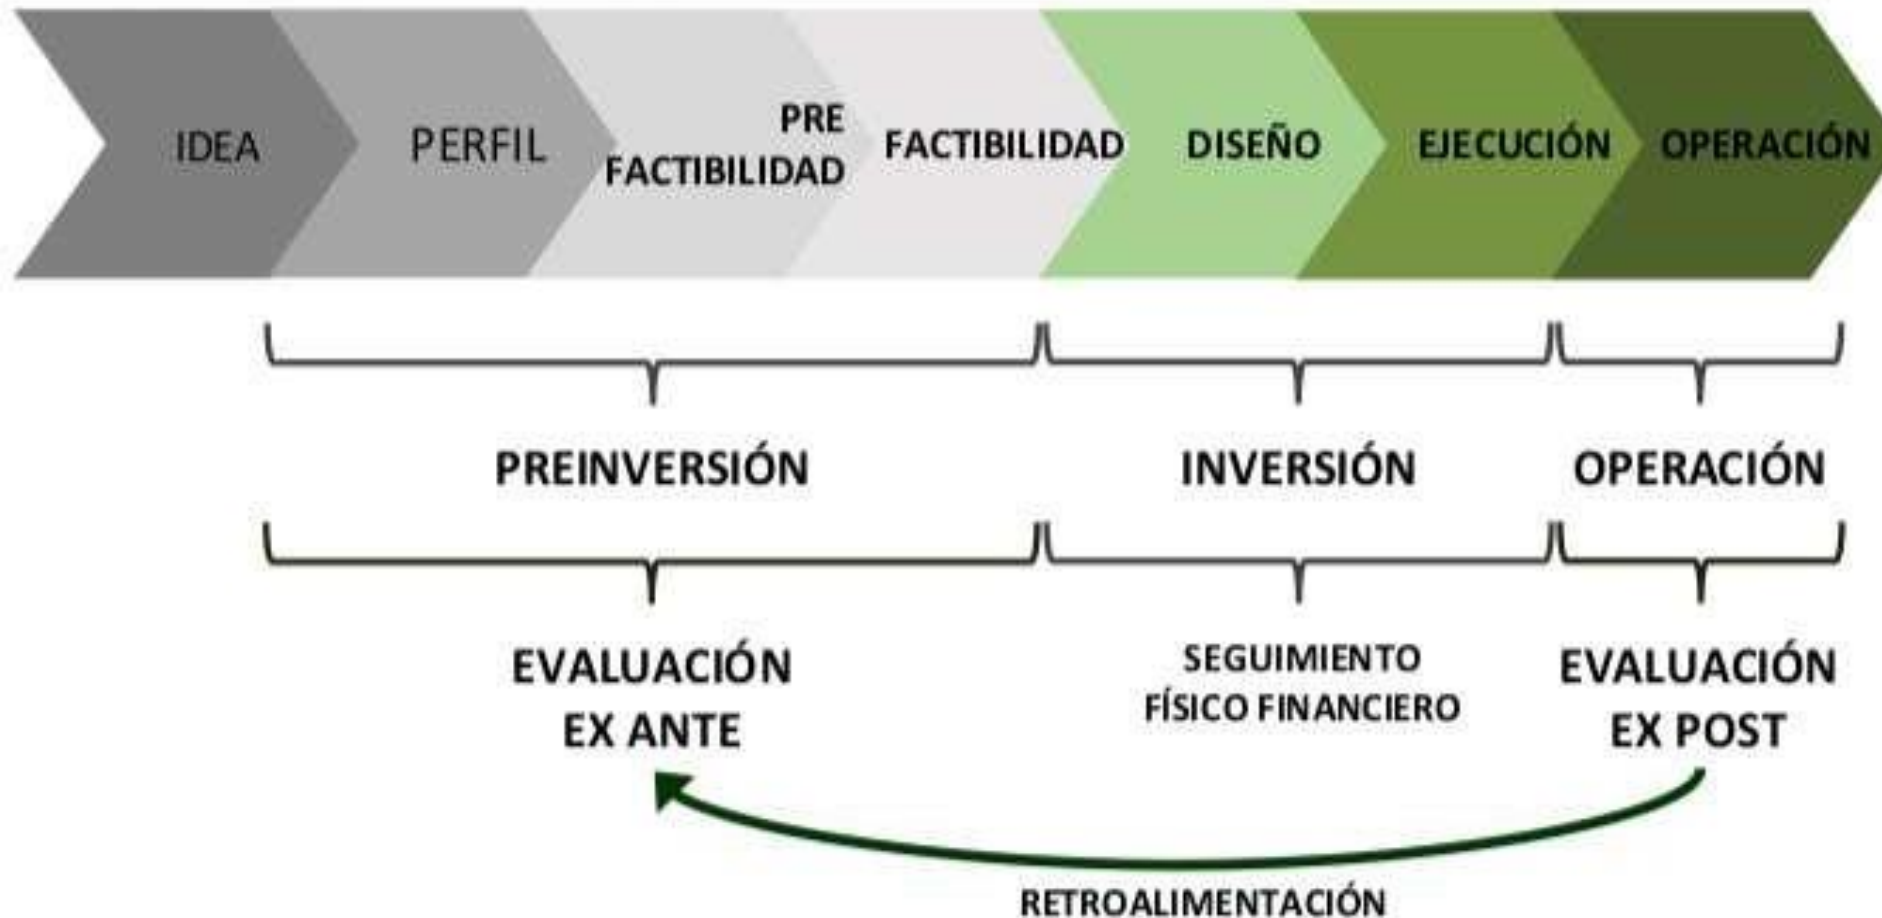 IDEA
PERFIL
PRE
FACTIBILIDAD
FACTIBILIDAD
DISEÑO
EJECUCIÓN
OPERACIÓN
PREINVERSIÓN
INVERSIÓN
OPERACIÓN
EVALUACIÓN
EX ANTE
SEGUIMIENTO
FÍSICO FINANCIERO
EVALUACIÓN
EX POST
RETROALIMENTACIÓN